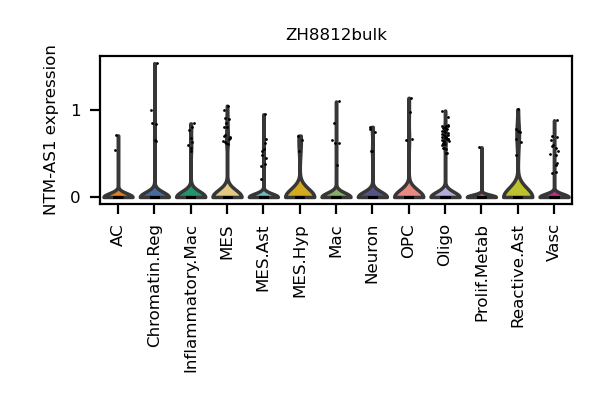 ZH8812bulk
NTM-AS1 expression
1
0
AC
Chromatin.Reg
Inflammatory.Mac
MES
MES.Ast
MES.Hyp
Mac
Neuron
OPC
Oligo
Prolif.Metab
Reactive.Ast
Vasc